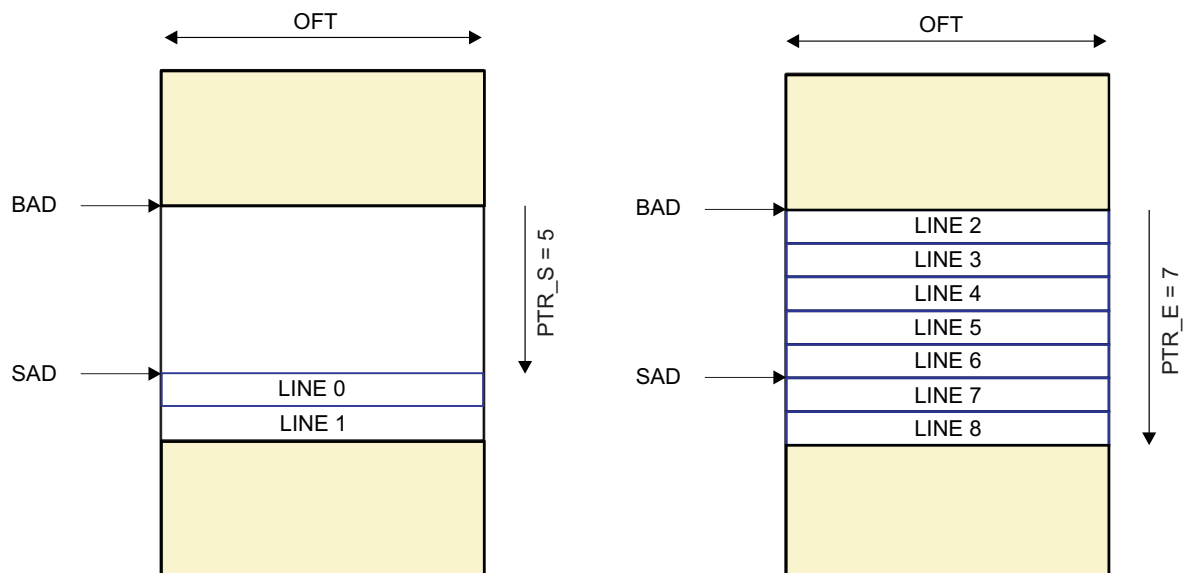 OFT
BAD
PTR_S = 5
SAD
LINE 0
LINE 1
OFT
BAD
LINE 2
LINE 3
LINE 4
LINE 5
LINE 6
PTR_E = 7
SAD
LINE 7
LINE 8